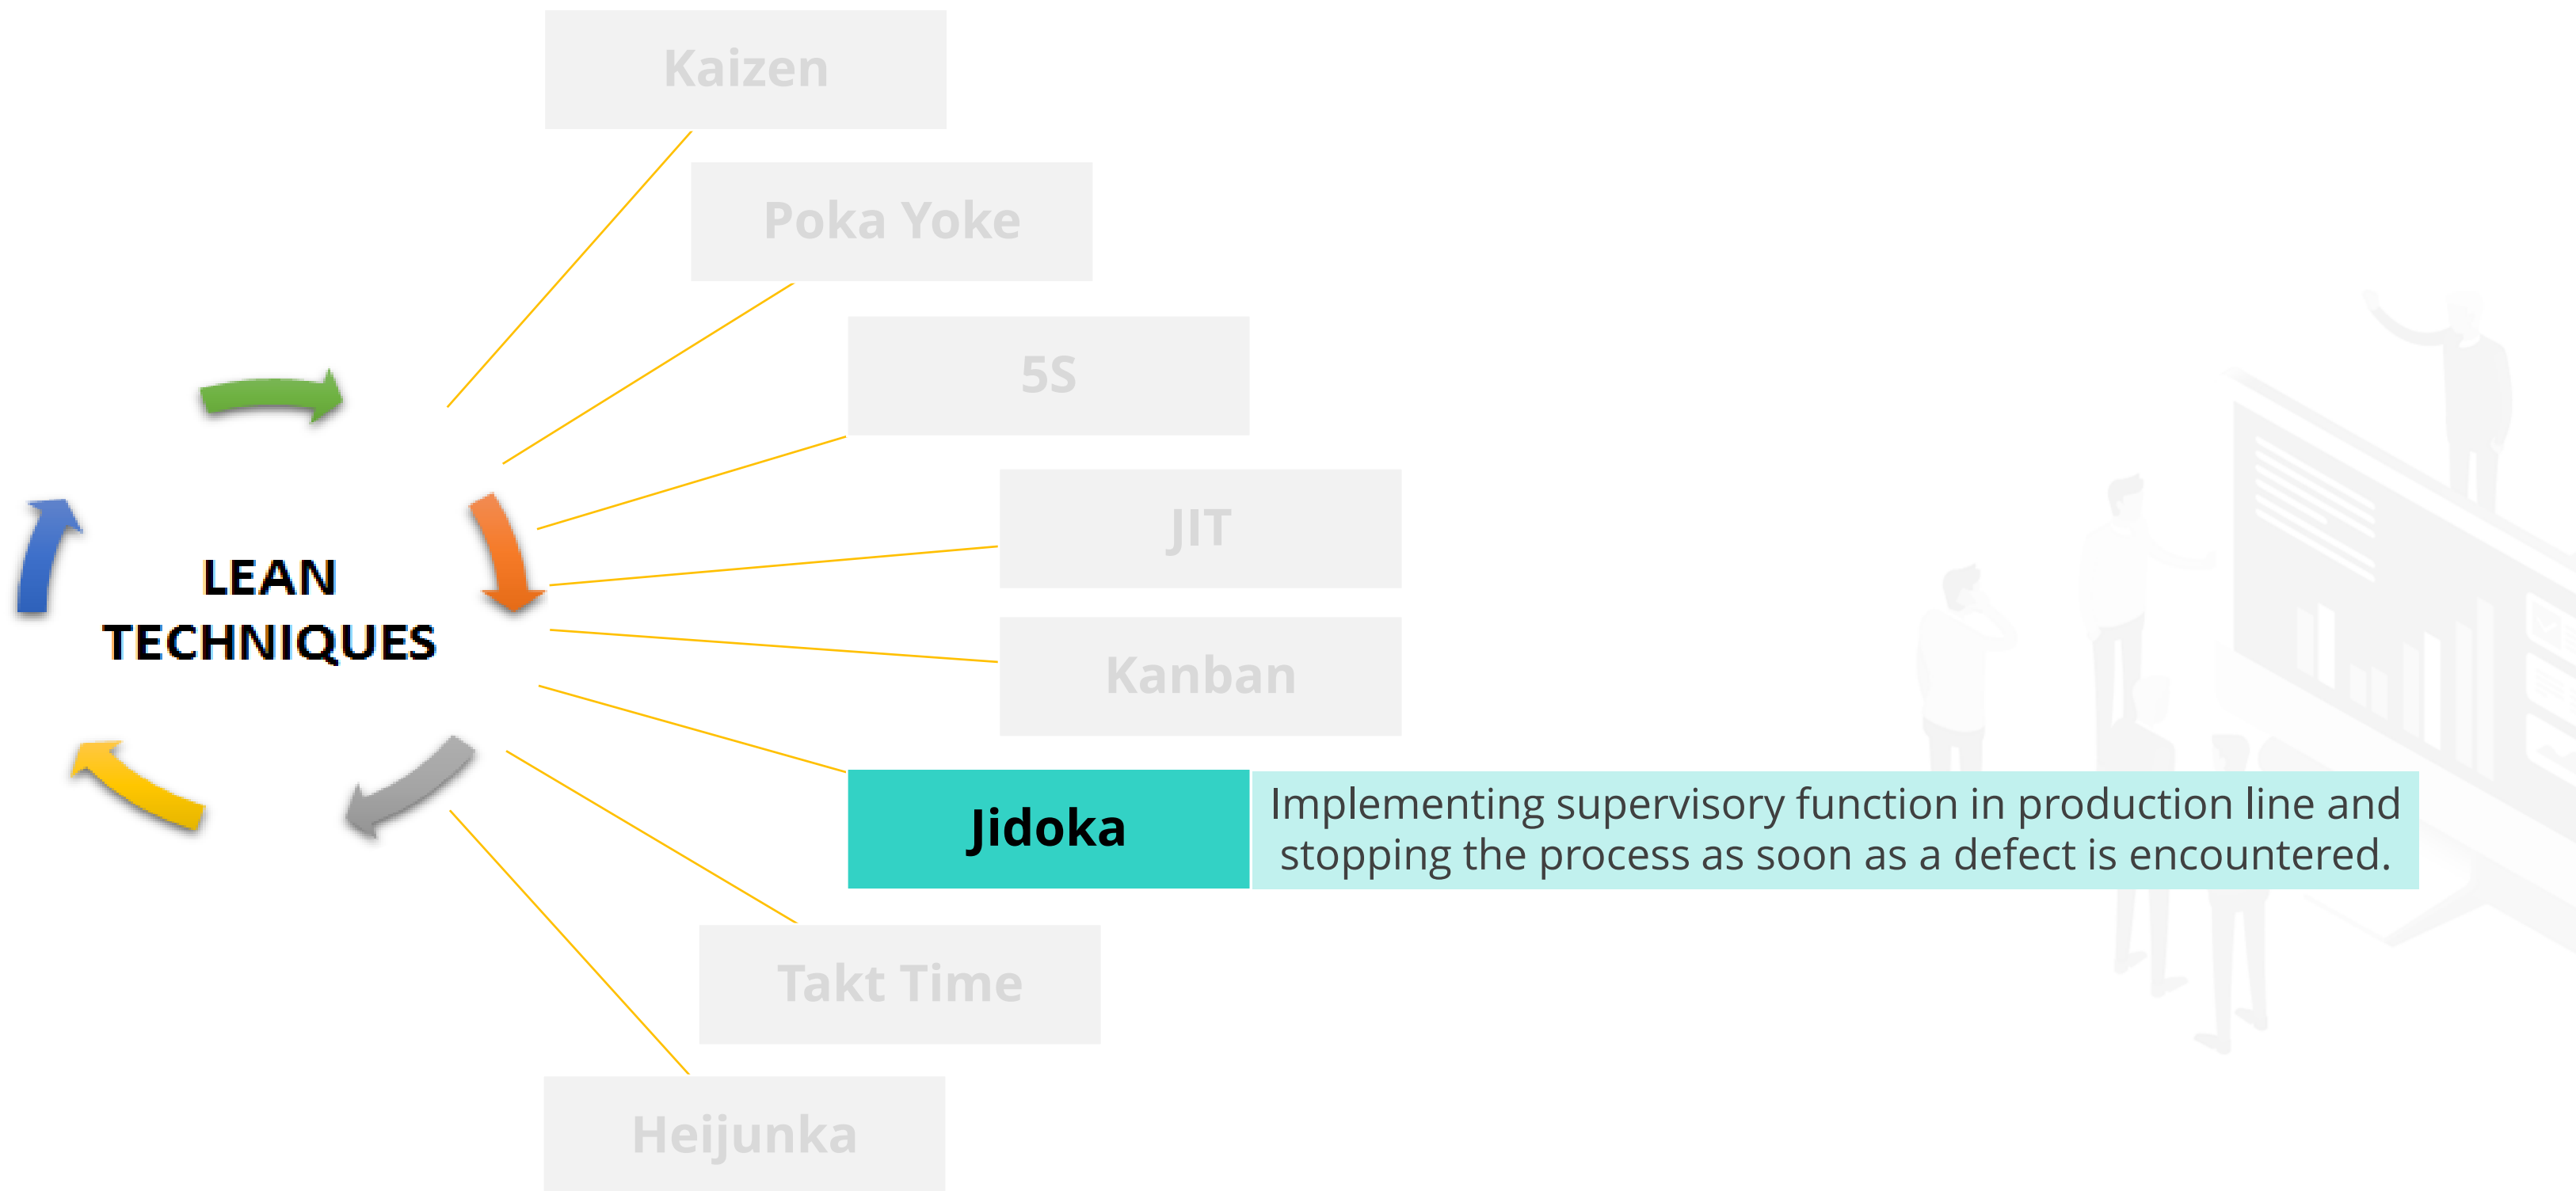 Kaizen
Poka Yoke
5S
JIT
LEAN
TECHNIQUES
Kanban
Jidoka
Implementing supervisory function in production line and
stopping the process as soon as a defect is encountered.
Takt Time
Heijunka